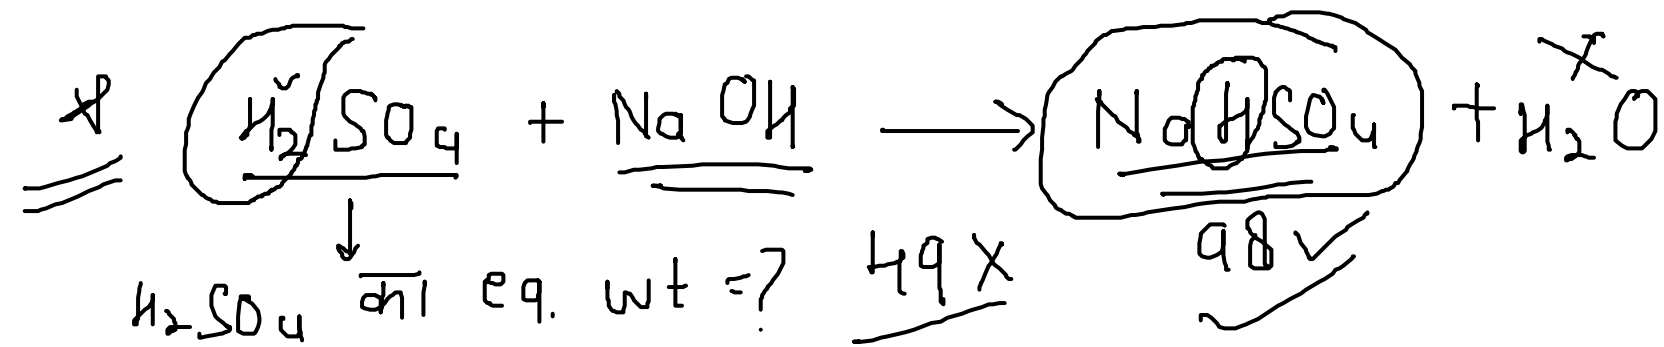 * H₂SO₄ + NaOH ⟶ NaHSO₄ + H₂O
H₂SO₄ का eq. wt = ? 49 X 98 ✓